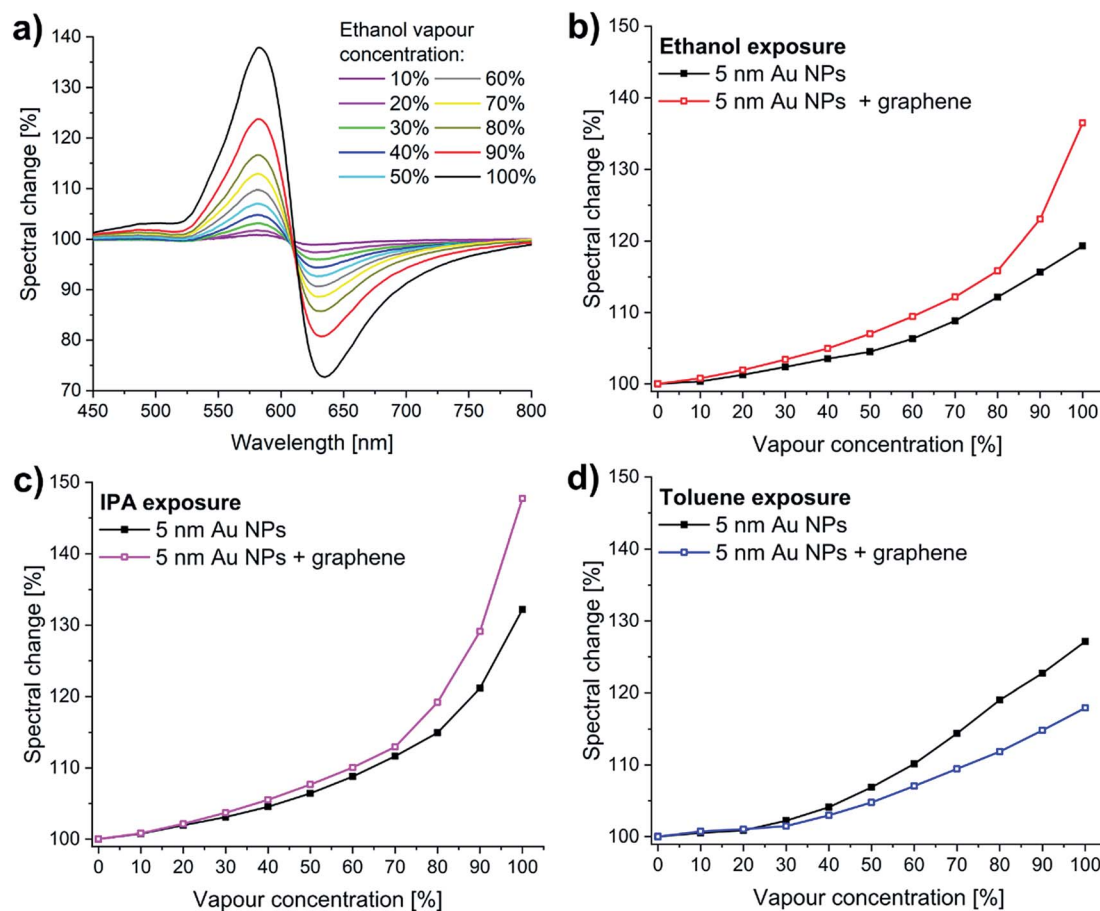 a)
Ethanol vapour
concentration:
10% 60%
20% 70%
30% 80%
40% 90%
50% 100%
140
130
120
110
100
90
80
70
Spectral change [%]
450 500 550 600 650 700 750 800
Wavelength [nm]
b)
Ethanol exposure
5 nm Au NPs
5 nm Au NPs + graphene
150
140
130
120
110
100
Spectral change [%]
0 10 20 30 40 50 60 70 80 90 100
Vapour concentration [%]
c)
IPA exposure
5 nm Au NPs
5 nm Au NPs + graphene
150
140
130
120
110
100
Spectral change [%]
0 10 20 30 40 50 60 70 80 90 100
Vapour concentration [%]
d)
Toluene exposure
5 nm Au NPs
5 nm Au NPs + graphene
150
140
130
120
110
100
Spectral change [%]
0 10 20 30 40 50 60 70 80 90 100
Vapour concentration [%]